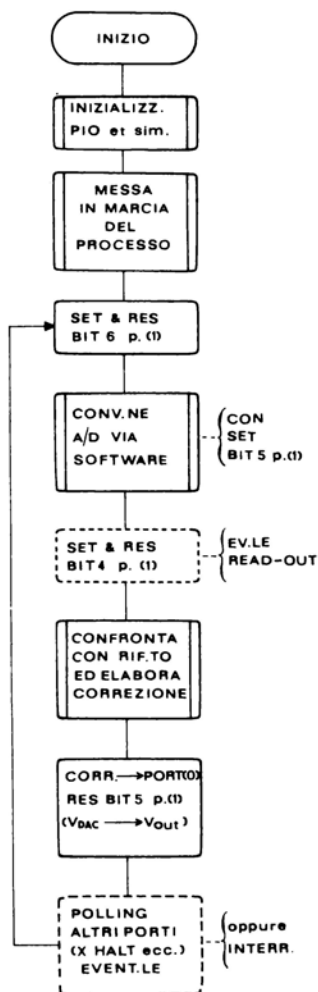 INIZIO
INIZIALIZZ.
PIO et sim.
MESSA
IN MARCIA
DEL
PROCESSO
SET & RES
BIT 6 p.(1)
CONV.NE
A/D VIA
SOFTWARE
CON
SET
BIT 5 p.(1)
SET & RES
BIT 4 p. (1)
EV.LE
READ-OUT
CONFRONTA
CON RIF.TO
ED ELABORA
CORREZIONE
CORR.→PORT(0)
RES BIT 5 p.(1)
(VDAC → VOut)
POLLING
ALTRI PORTI
(X HALT ecc.)
EVENT.LE
oppure
INTERR.